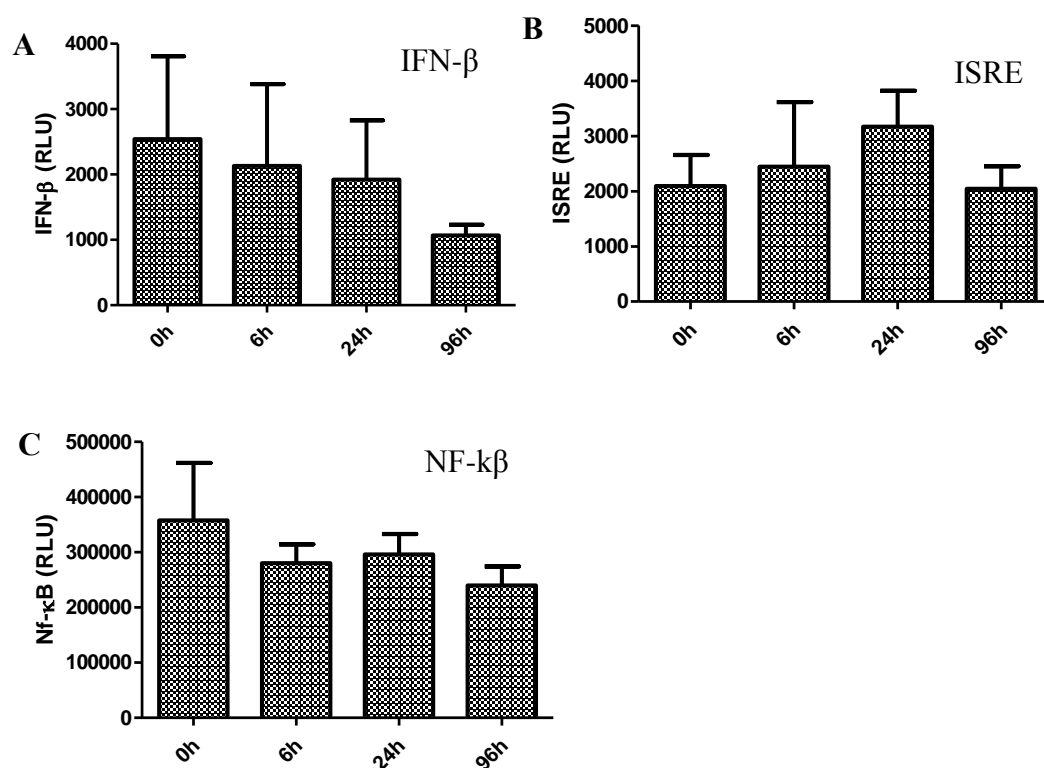 A
IFN-β
IFN-β (RLU)
4000
3000
2000
1000
0
0h
6h
24h
96h
B
ISRE
ISRE (RLU)
5000
4000
3000
2000
1000
0
0h
6h
24h
96h
C
NF-kβ
Nf-κB (RLU)
500000
400000
300000
200000
100000
0
0h
6h
24h
96h